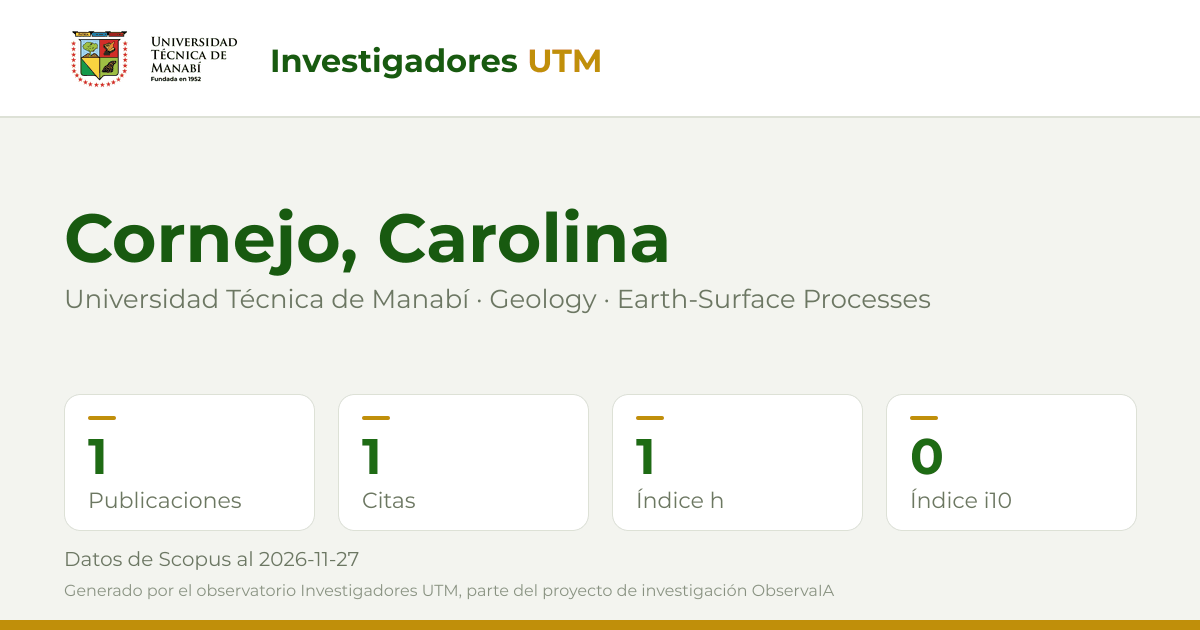 UNIVERSIDAD
TÉCNICA DE
MANABÍ
Fundada en 1952
Investigadores UTM
Cornejo, Carolina
Universidad Técnica de Manabí · Geology · Earth-Surface Processes
1
Publicaciones
1
Citas
1
Índice h
0
Índice i10
Datos de Scopus al 2026-11-27
Generado por el observatorio Investigadores UTM, parte del proyecto de investigación ObservaIA